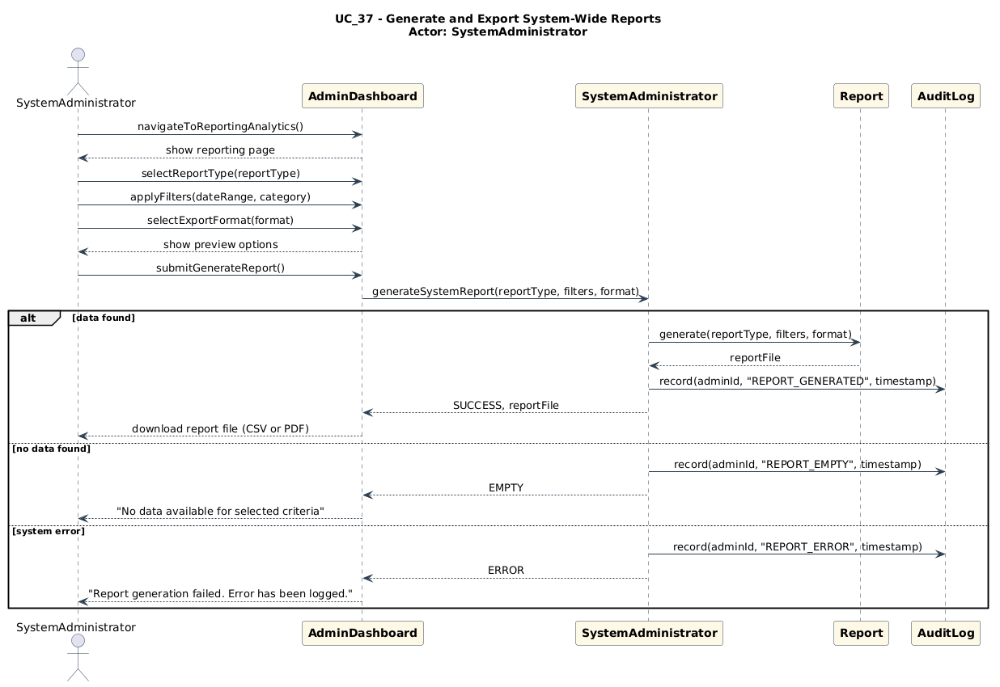 UC_37 - Generate and Export System-Wide Reports
Actor: SystemAdministrator
SystemAdministrator
AdminDashboard
SystemAdministrator
Report
AuditLog
navigateToReportingAnalytics()
show reporting page
selectReportType(reportType)
applyFilters(dateRange, category)
selectExportFormat(format)
show preview options
submitGenerateReport()
generateSystemReport(reportType, filters, format)
alt
[data found]
generate(reportType, filters, format)
reportFile
record(adminId, "REPORT_GENERATED", timestamp)
SUCCESS, reportFile
download report file (CSV or PDF)
[no data found]
record(adminId, "REPORT_EMPTY", timestamp)
EMPTY
"No data available for selected criteria"
[system error]
record(adminId, "REPORT_ERROR", timestamp)
ERROR
"Report generation failed. Error has been logged."
SystemAdministrator
AdminDashboard
SystemAdministrator
Report
AuditLog